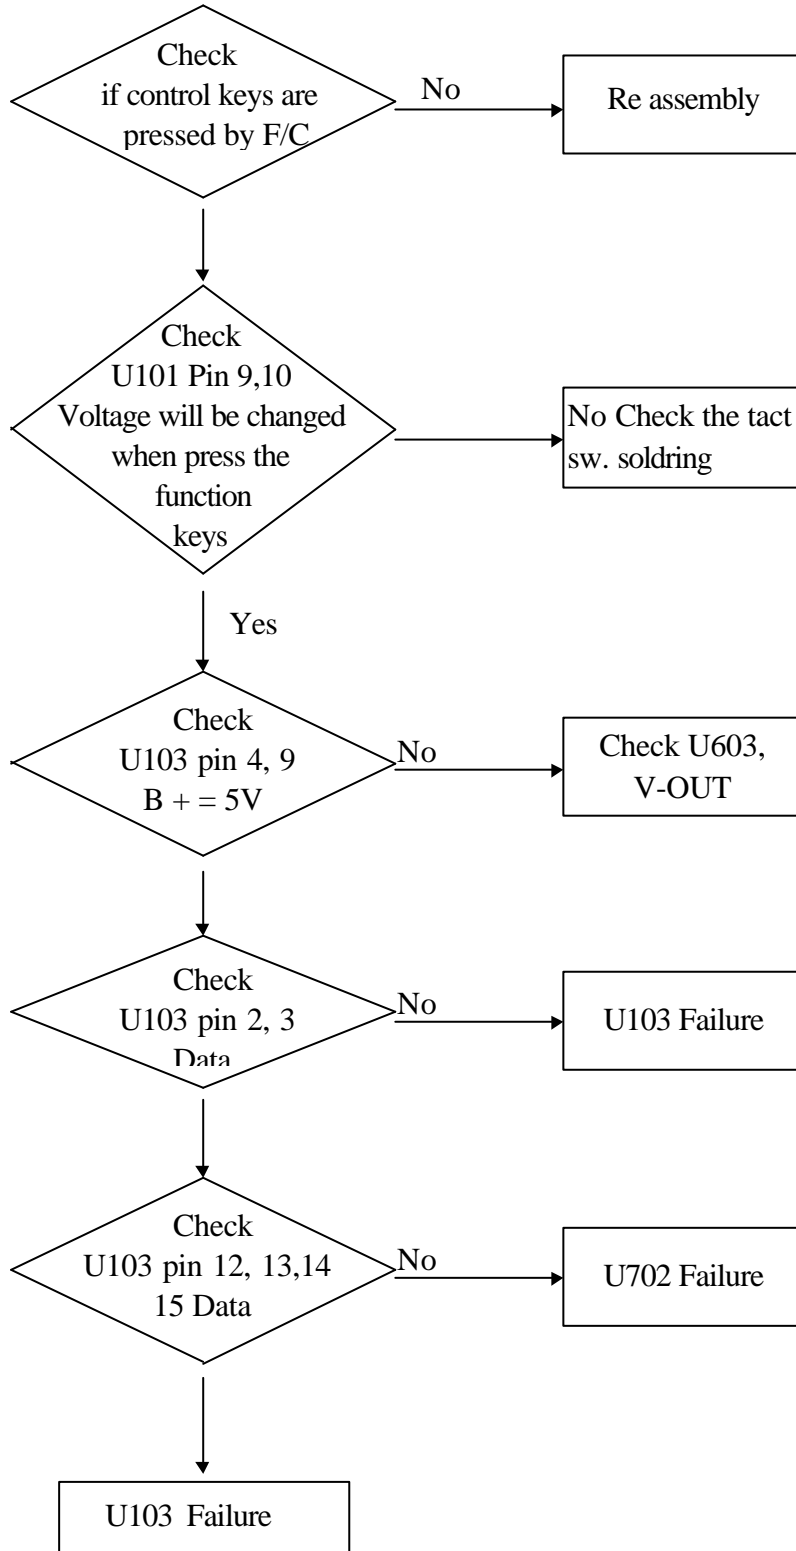 Check
if control keys are
pressed by F/C
No
Re assembly
Check
U101 Pin 9,10
Voltage will be changed
when press the
function
keys
No Check the tact
sw. soldring
Yes
Check
U103 pin 4, 9
B + = 5V
No
Check U603,
V-OUT
Check
U103 pin 2, 3
Data
No
U103 Failure
Check
U103 pin 12, 13,14
15 Data
No
U702 Failure
U103 Failure